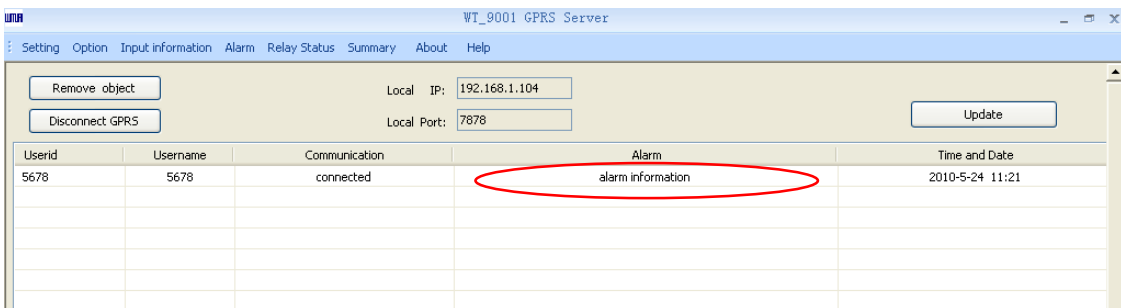 WT_9001 GPRS Server
Setting Option Input information Alarm Relay Status Summary About Help
Remove object
Local IP: 192.168.1.104
Update
Disconnect GPRS
Local Port: 7878
Userid Username Communication Alarm Time and Date
5678 5678 connected alarm information 2010-5-24 11:21